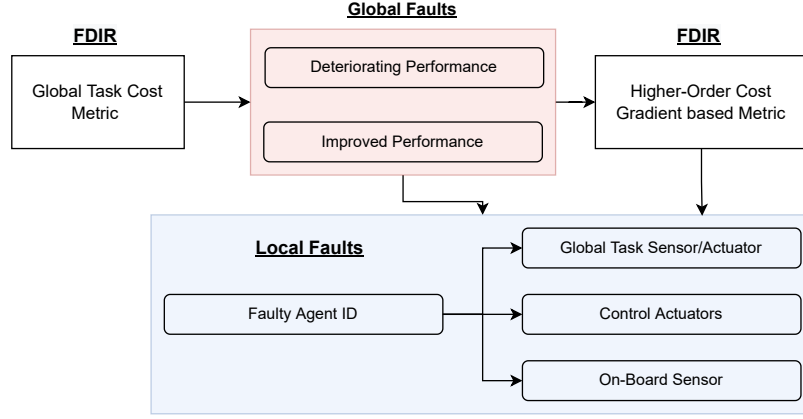 Global Faults
FDIR
FDIR
Global Task Cost
Metric
Deteriorating Performance
Improved Performance
Higher-Order Cost
Gradient based Metric
Local Faults
Faulty Agent ID
Global Task Sensor/Actuator
Control Actuators
On-Board Sensor